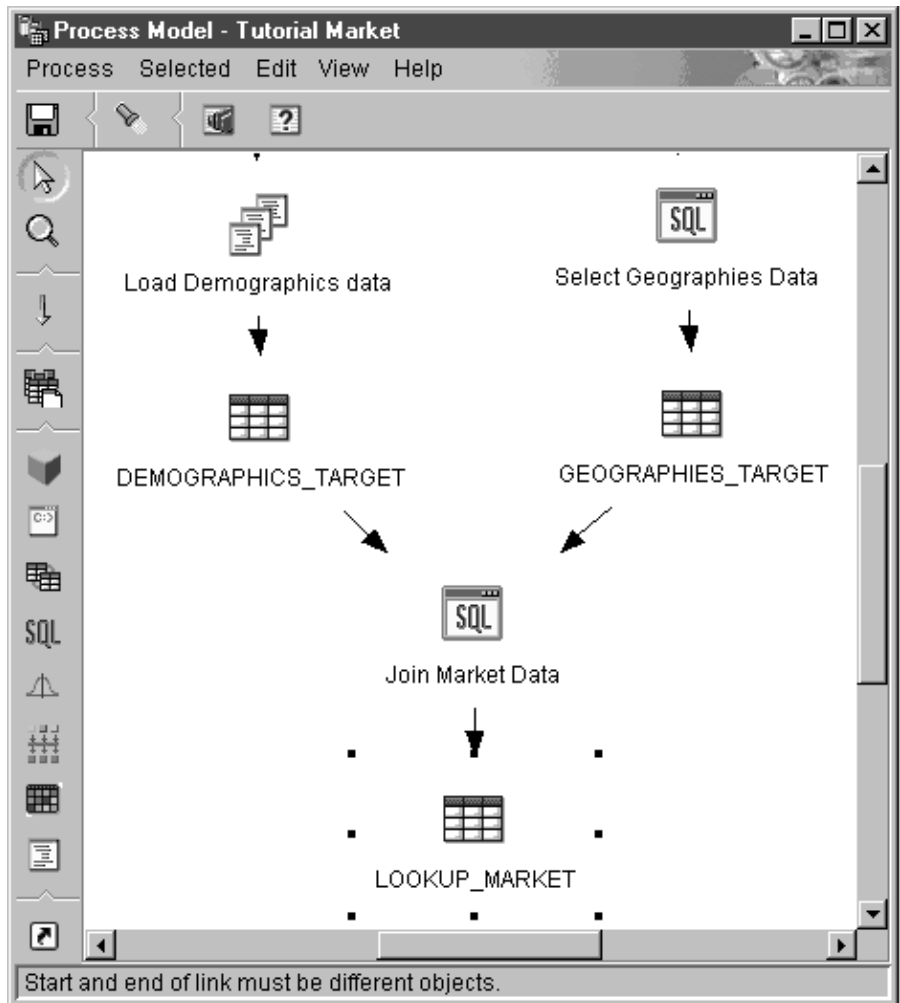 Process Model - Tutorial Market
Process Selected Edit View Help
SQL
Load Demographics data
Select Geographies Data
DEMOGRAPHICS_TARGET
GEOGRAPHIES_TARGET
C:>
SQL
SQL
Join Market Data
LOOKUP_MARKET
Start and end of link must be different objects.